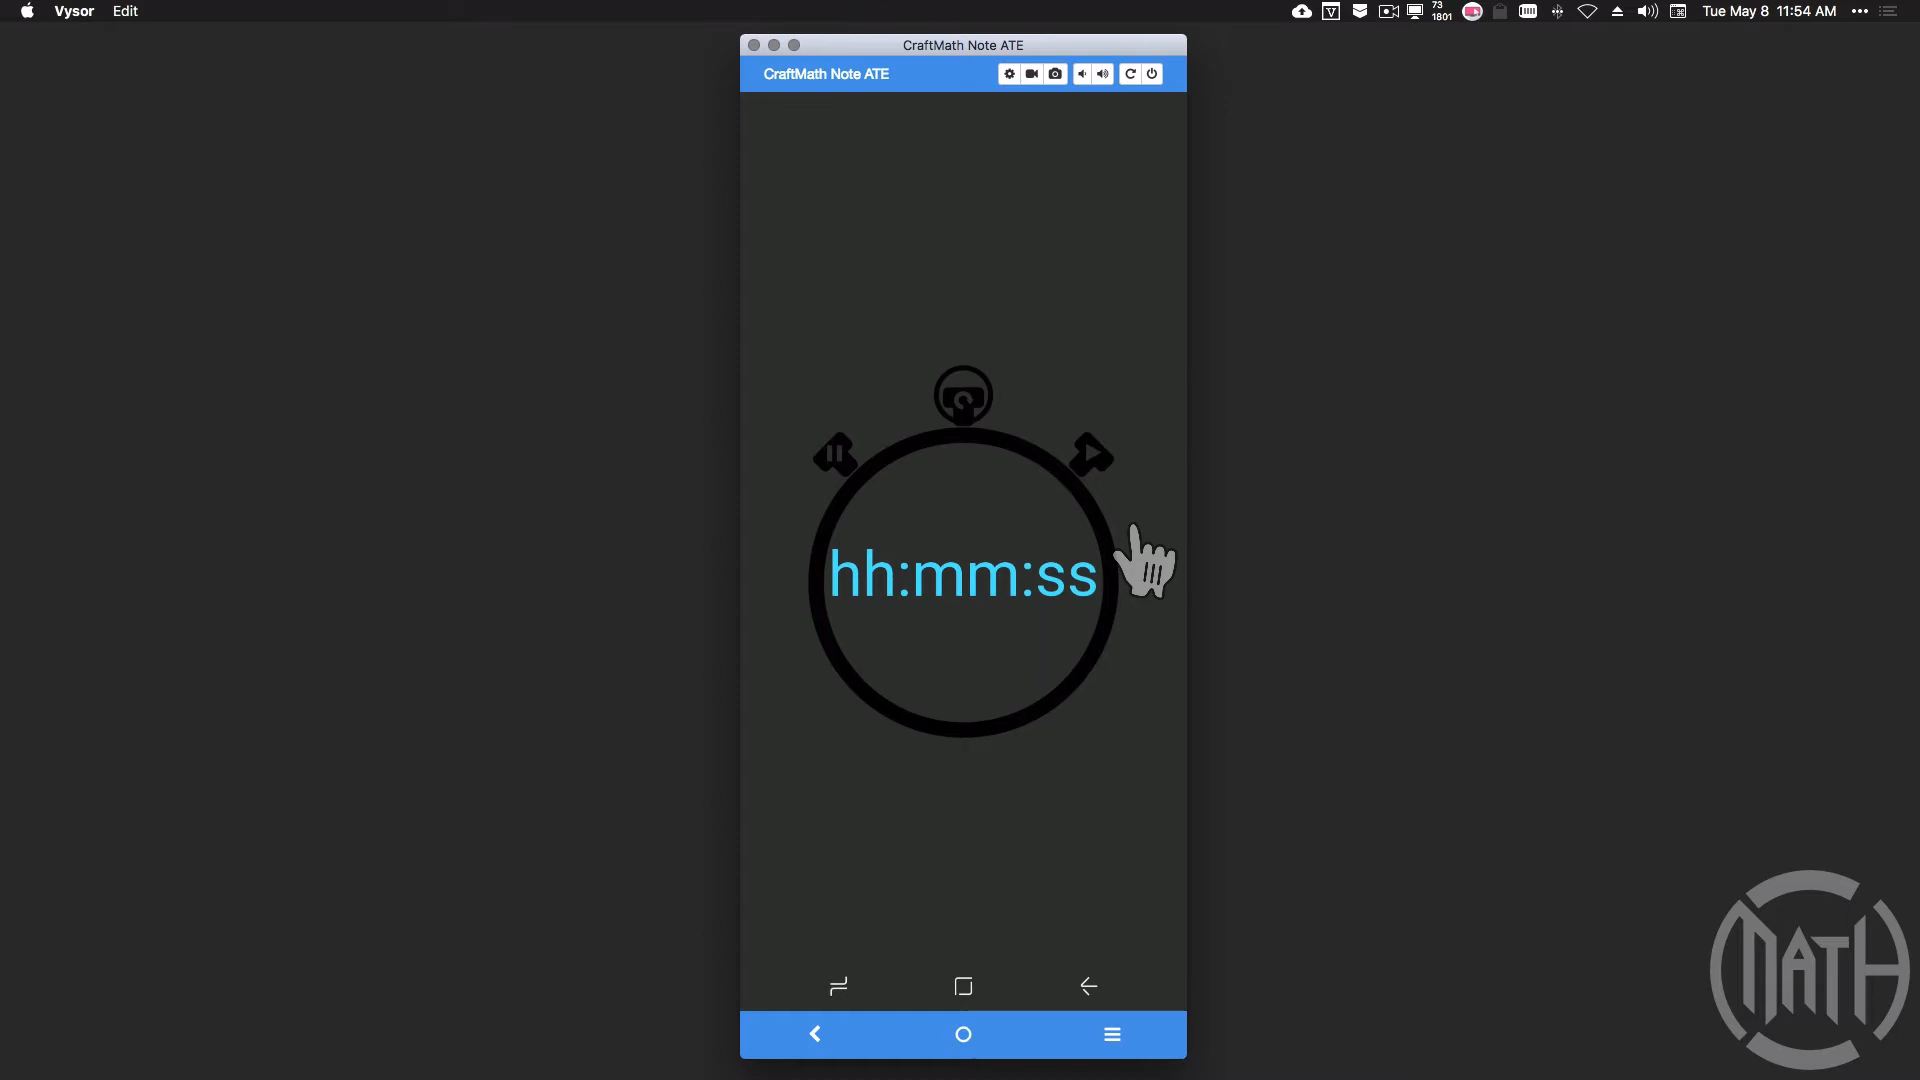 Vysor Edit
73
1801
Tue May 8 11:54 AM
CraftMath Note ATE
CraftMath Note ATE
hh:mm:ss
MATH